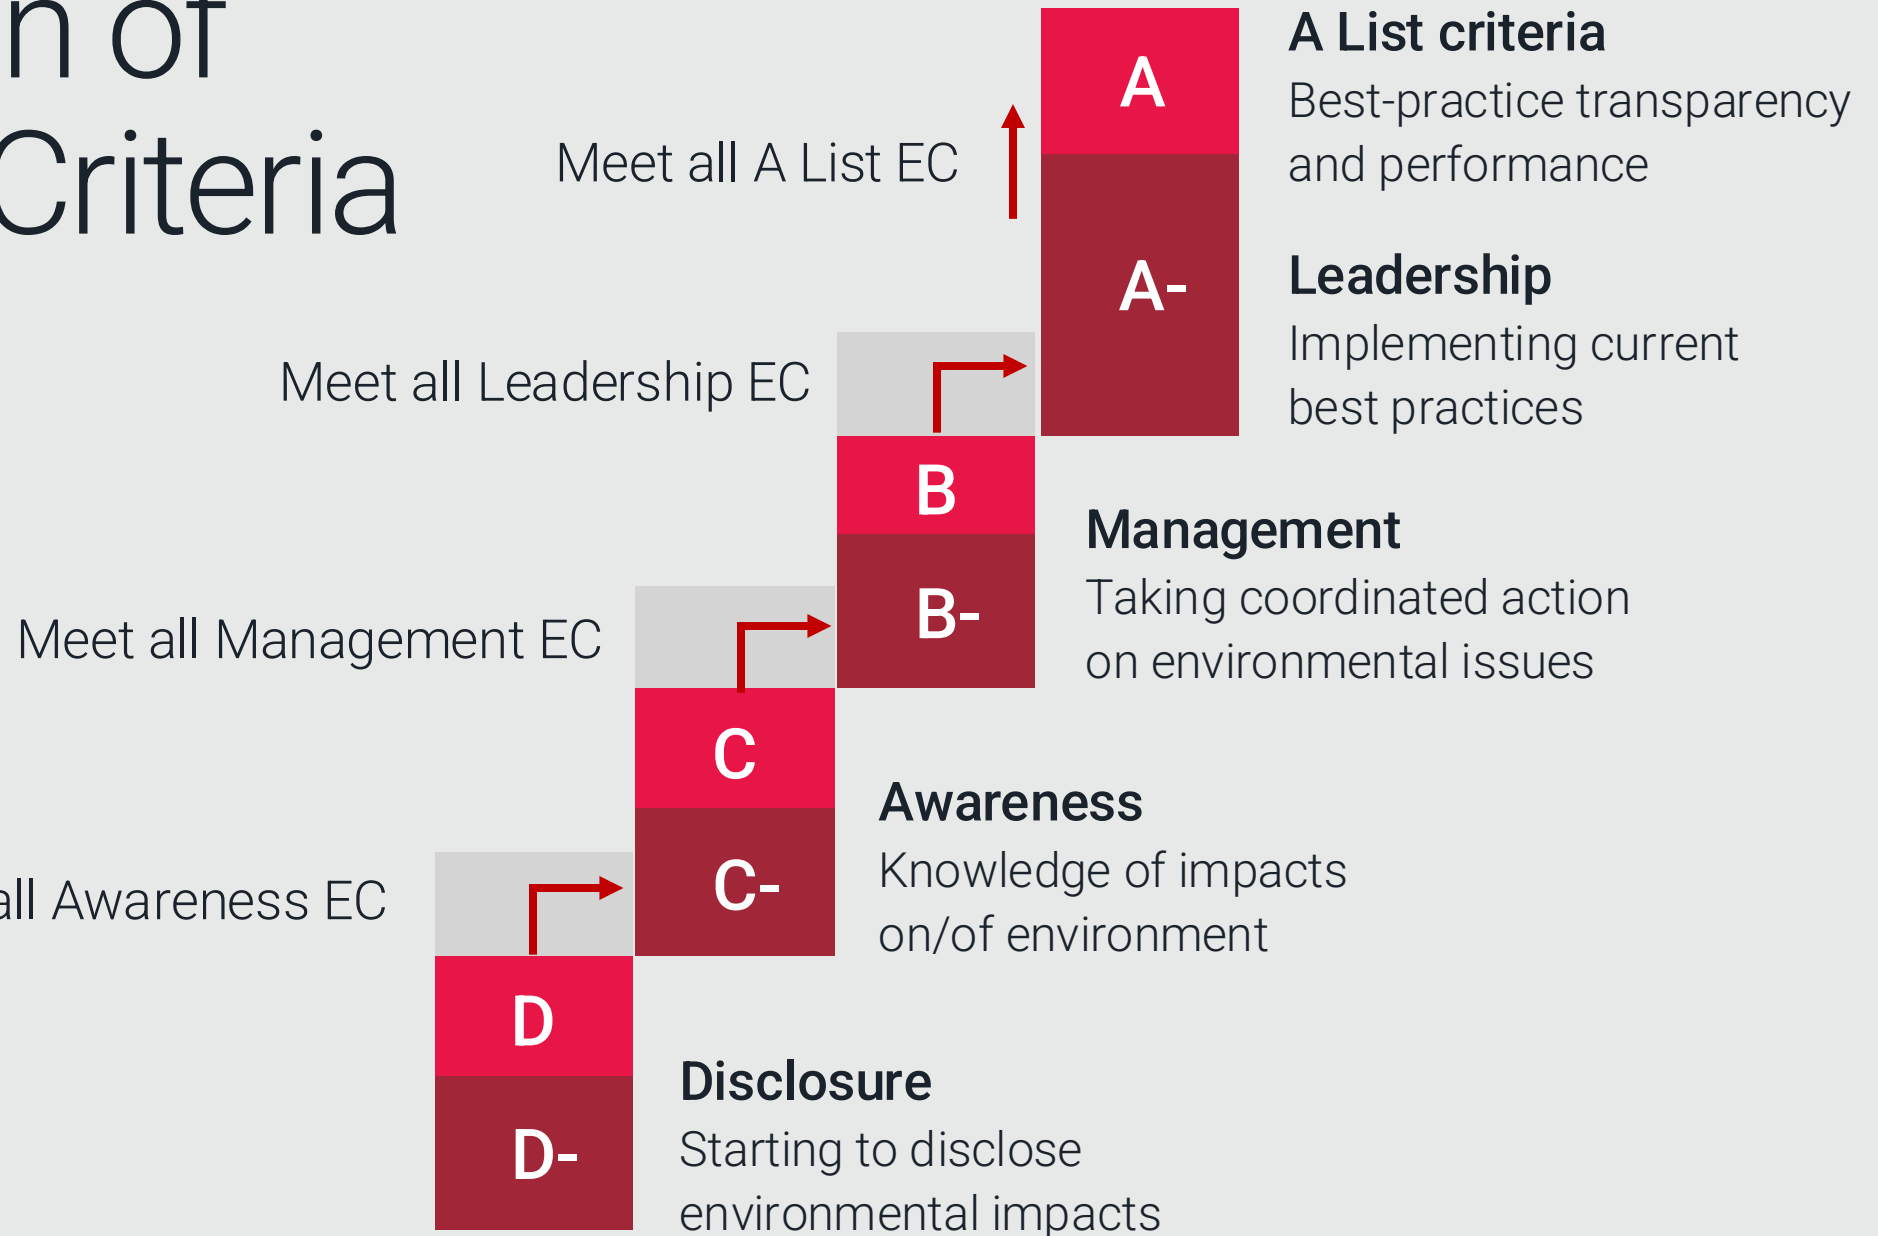 n of
Criteria
A
A List criteria
Best-practice transparency
and performance
Meet all A List EC
A-
Leadership
Implementing current
best practices
Meet all Leadership EC
B
B-
Management
Taking coordinated action
on environmental issues
Meet all Management EC
C
C-
Awareness
Knowledge of impacts
on/of environment
all Awareness EC
D
D-
Disclosure
Starting to disclose
environmental impacts